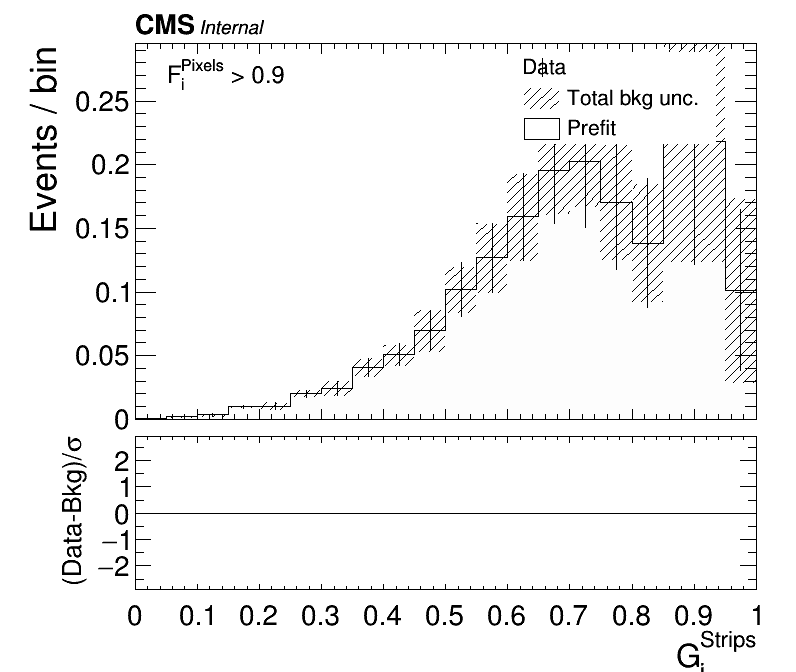 CMS Internal
F_i^Pixels > 0.9
Data
Total bkg unc.
Prefit
Events / bin
0.25
0.2
0.15
0.1
0.05
0
(Data-Bkg)/σ
2
1
0
−1
−2
0 0.1 0.2 0.3 0.4 0.5 0.6 0.7 0.8 0.9 1
G_i^Strips